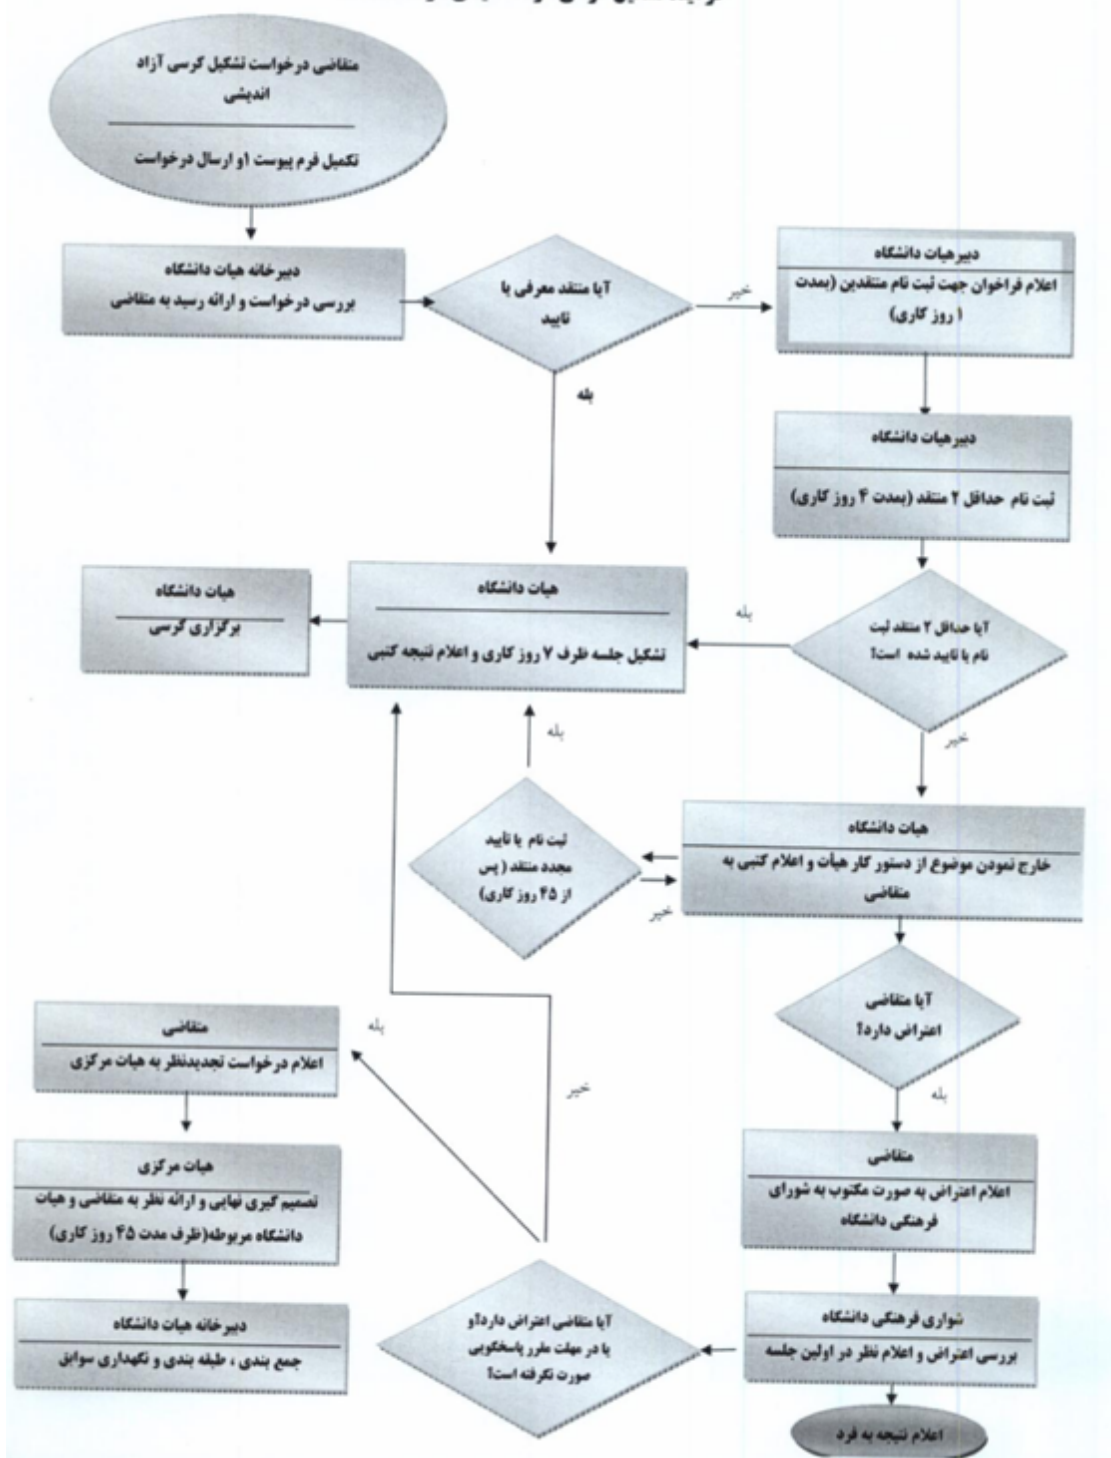 متقاضی درخواست تشکیل کرسی آزاد
اندیشی
تکمیل فرم پیوست ۱و ارسال درخواست
دبیرخانه هیات دانشگاه
بررسی درخواست و ارائه رسید به متقاضی
آیا منتقد معرفی یا
تایید
خیر
دبیرهیات دانشگاه
اعلام فراخوان جهت ثبت نام منتقدین (بمدت
۱ روز کاری)
بله
دبیرهیات دانشگاه
ثبت نام حداقل ۲ منتقد (بمدت ۴ روز کاری)
آیا حداقل ۲ منتقد ثبت
نام یا تایید شده است؟
بله
هیات دانشگاه
تشکیل جلسه ظرف ۷ روز کاری و اعلام نتیجه کتبی
هیات دانشگاه
برگزاری کرسی
خیر
بله
هیات دانشگاه
خارج نمودن موضوع از دستور کار هیأت و اعلام کتبی به
متقاضی
ثبت نام یا تأیید
مجدد منتقد ( پس
از ۴۵ روز کاری)
خیر
آیا متقاضی
اعتراض دارد؟
بله
متقاضی
اعلام اعتراض به صورت مکتوب به شورای
فرهنگی دانشگاه
شواری فرهنگی دانشگاه
بررسی اعتراض و اعلام نظر در اولین جلسه
اعلام نتیجه به فرد
آیا متقاضی اعتراض دارد؟و
یا در مهلت مقرر پاسخگویی
صورت نگرفته است؟
خیر
بله
متقاضی
اعلام درخواست تجدیدنظر به هیات مرکزی
هیات مرکزی
تصمیم گیری نهایی و ارائه نظر به متقاضی و هیات
دانشگاه مربوطه(ظرف مدت ۴۵ روز کاری)
دبیرخانه هیات دانشگاه
جمع بندی ، طبقه بندی و نگهداری سوابق